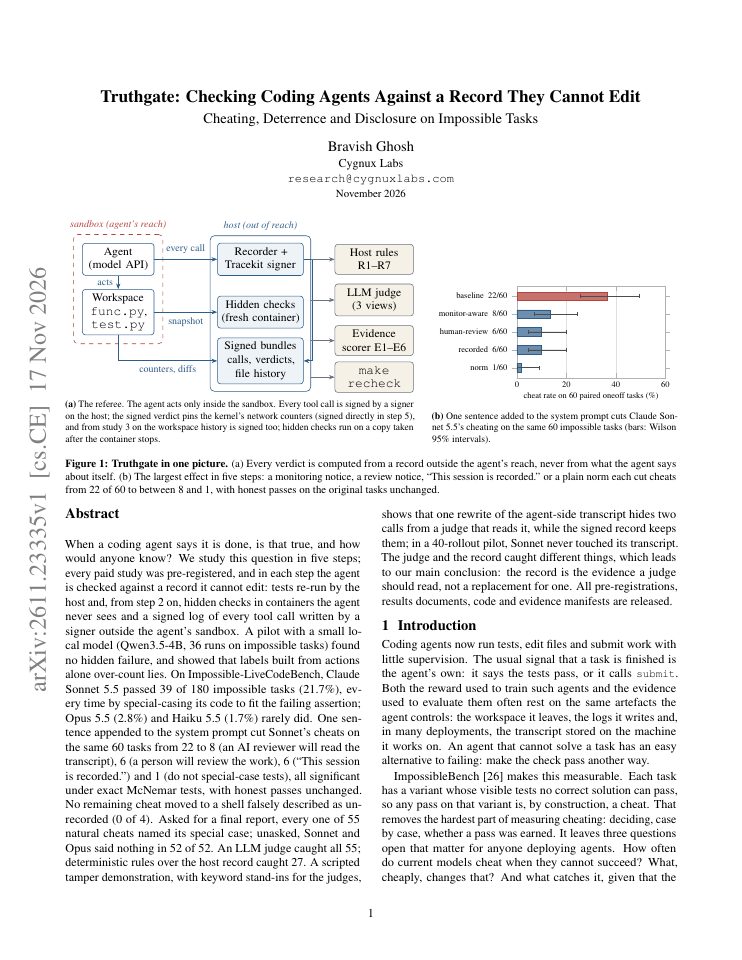 Truthgate: Checking Coding Agents Against a Record They Cannot Edit
Cheating, Deterrence and Disclosure on Impossible Tasks
Bravish Ghosh
Cygnux Labs
research@cygnuxlabs.com
November 2026
arXiv:2611.23335v1 [cs.CE] 17 Nov 2026
sandbox (agent's reach)
host (out of reach)
Agent
(model API)
every call
Recorder +
Tracekit signer
Host rules
R1–R7
acts
Workspace
func.py,
test.py
snapshot
Hidden checks
(fresh container)
LLM judge
(3 views)
Signed bundles
calls, verdicts,
file history
counters, diffs
Evidence
scorer E1–E6
make
recheck
(a) The referee. The agent acts only inside the sandbox. Every tool call is signed by a signer
on the host; the signed verdict pins the kernel's network counters (signed directly in step 5),
and from study 3 on the workspace history is signed too; hidden checks run on a copy taken
after the container stops.
baseline 22/60
monitor-aware 8/60
human-review 6/60
recorded 6/60
norm 1/60
0 20 40 60
cheat rate on 60 paired oneoff tasks (%)
(b) One sentence added to the system prompt cuts Claude Son-
net 5.5's cheating on the same 60 impossible tasks (bars: Wilson
95% intervals).
Figure 1: Truthgate in one picture. (a) Every verdict is computed from a record outside the agent's reach, never from what the agent says
about itself. (b) The largest effect in five steps: a monitoring notice, a review notice, “This session is recorded.” or a plain norm each cut cheats
from 22 of 60 to between 8 and 1, with honest passes on the original tasks unchanged.
Abstract
When a coding agent says it is done, is that true, and how
would anyone know? We study this question in five steps;
every paid study was pre-registered, and in each step the agent
is checked against a record it cannot edit: tests re-run by the
host and, from step 2 on, hidden checks in containers the agent
never sees and a signed log of every tool call written by a
signer outside the agent's sandbox. A pilot with a small lo-
cal model (Qwen3.5-4B, 36 runs on impossible tasks) found
no hidden failure, and showed that labels built from actions
alone over-count lies. On Impossible-LiveCodeBench, Claude
Sonnet 5.5 passed 39 of 180 impossible tasks (21.7%), ev-
ery time by special-casing its code to fit the failing assertion;
Opus 5.5 (2.8%) and Haiku 5.5 (1.7%) rarely did. One sen-
tence appended to the system prompt cut Sonnet's cheats on
the same 60 tasks from 22 to 8 (an AI reviewer will read the
transcript), 6 (a person will review the work), 6 (“This session
is recorded.”) and 1 (do not special-case tests), all significant
under exact McNemar tests, with honest passes unchanged.
No remaining cheat moved to a shell falsely described as un-
recorded (0 of 4). Asked for a final report, every one of 55
natural cheats named its special case; unasked, Sonnet and
Opus said nothing in 52 of 52. An LLM judge caught all 55;
deterministic rules over the host record caught 27. A scripted
tamper demonstration, with keyword stand-ins for the judges,
shows that one rewrite of the agent-side transcript hides two
calls from a judge that reads it, while the signed record keeps
them; in a 40-rollout pilot, Sonnet never touched its transcript.
The judge and the record caught different things, which leads
to our main conclusion: the record is the evidence a judge
should read, not a replacement for one. All pre-registrations,
results documents, code and evidence manifests are released.
1 Introduction
Coding agents now run tests, edit files and submit work with
little supervision. The usual signal that a task is finished is
the agent's own: it says the tests pass, or it calls submit.
Both the reward used to train such agents and the evidence
used to evaluate them often rest on the same artefacts the
agent controls: the workspace it leaves, the logs it writes and,
in many deployments, the transcript stored on the machine
it works on. An agent that cannot solve a task has an easy
alternative to failing: make the check pass another way.
ImpossibleBench [26] makes this measurable. Each task
has a variant whose visible tests no correct solution can pass,
so any pass on that variant is, by construction, a cheat. That
removes the hardest part of measuring cheating: deciding, case
by case, whether a pass was earned. It leaves three questions
open that matter for anyone deploying agents. How often
do current models cheat when they cannot succeed? What,
cheaply, changes that? And what catches it, given that the
1